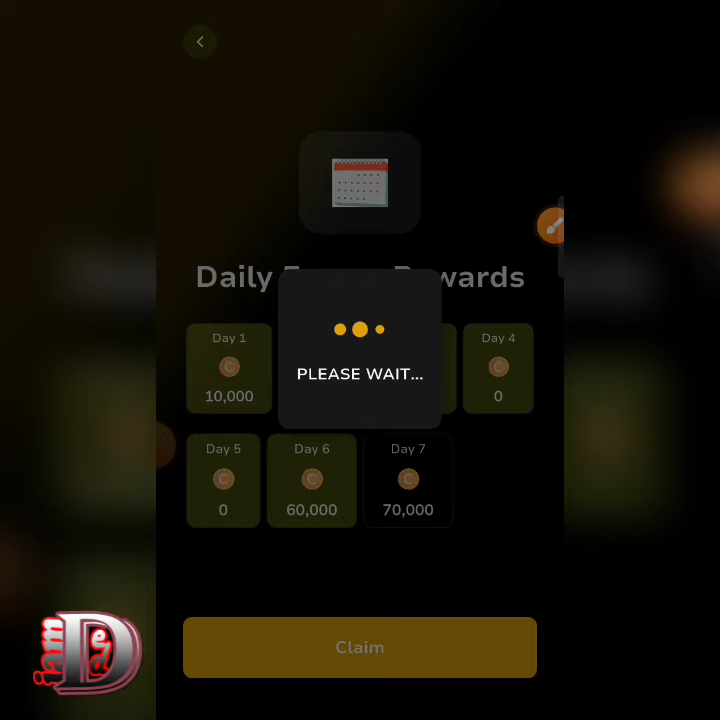 Daily
wards
PLEASE WAIT...
Day 1
Day 4
C
C
10,000
0
Day 5
Day 6
Day 7
C
C
C
0
60,000
70,000
Claim
D